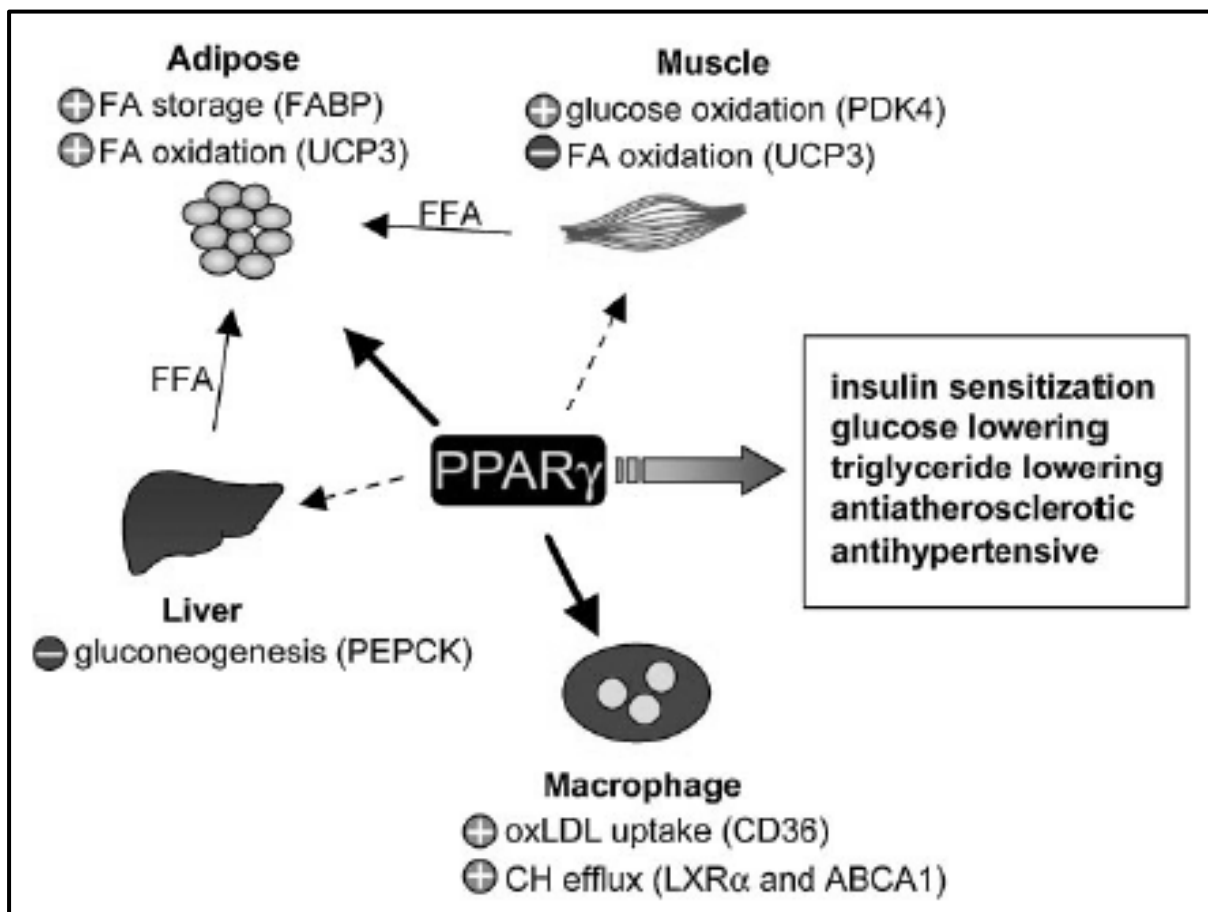 Adipose
⊕ FA storage (FABP)
⊕ FA oxidation (UCP3)
Muscle
⊕ glucose oxidation (PDK4)
⊖ FA oxidation (UCP3)
FFA
FFA
PPARγ
insulin sensitization
glucose lowering
triglyceride lowering
antiatherosclerotic
antihypertensive
Liver
⊖ gluconeogenesis (PEPCK)
Macrophage
⊕ oxLDL uptake (CD36)
⊕ CH efflux (LXRα and ABCA1)